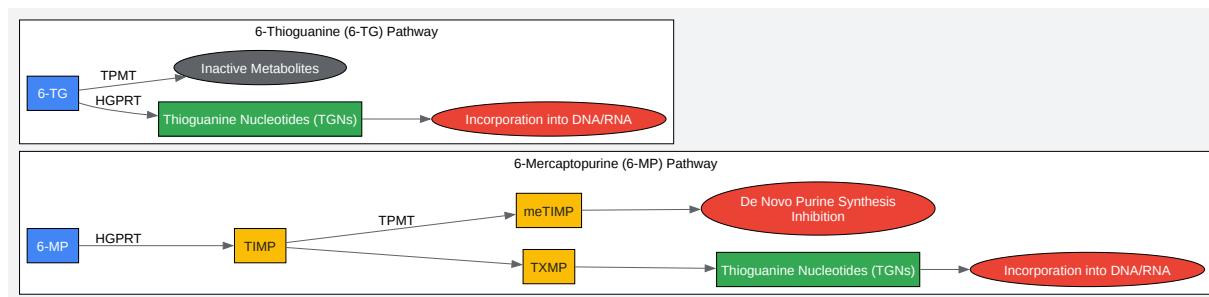 6-Thioguanine (6-TG) Pathway
6-TG
TPMT
Inactive Metabolites
HGPRT
Thioguanine Nucleotides (TGNs)
Incorporation into DNA/RNA
6-Mercaptopurine (6-MP) Pathway
6-MP
HGPRT
TIMP
TPMT
meTIMP
De Novo Purine Synthesis
Inhibition
TXMP
Thioguanine Nucleotides (TGNs)
Incorporation into DNA/RNA